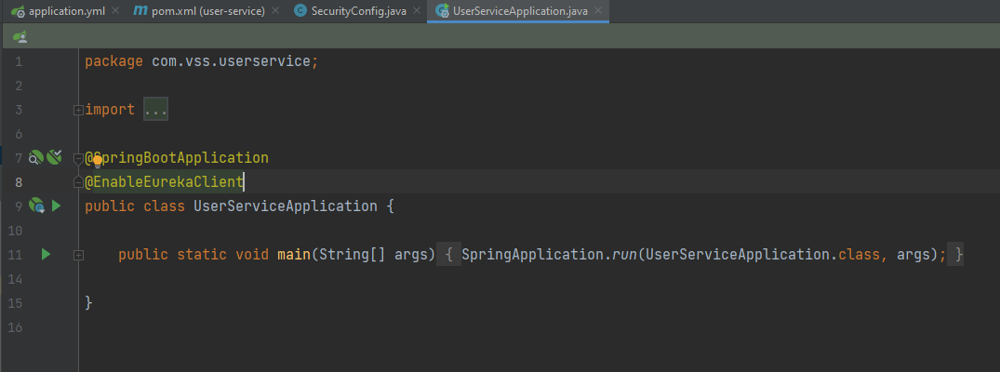 application.yml × m pom.xml (user-service) × C SecurityConfig.java × UserServiceApplication.java ×
1 package com.vss.userservice;
2
3 import ...
6
7 @SpringBootApplication
8 @EnableEurekaClient
9 public class UserServiceApplication {
10
11 public static void main(String[] args) { SpringApplication.run(UserServiceApplication.class, args); }
14
15 }
16